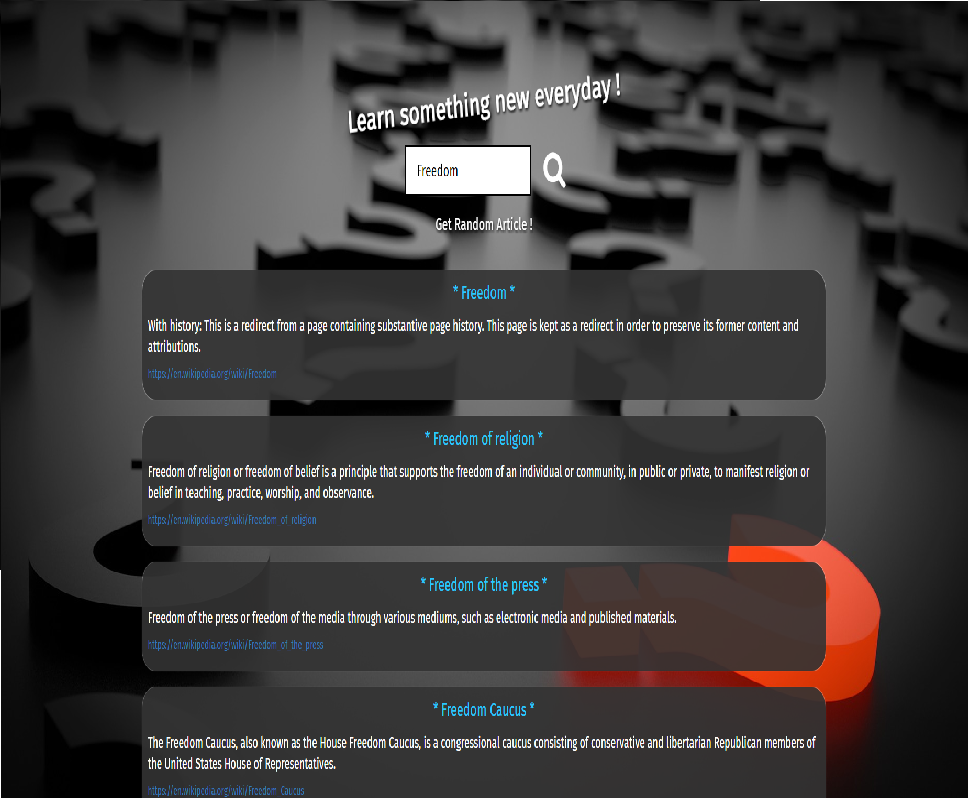 Learn something new everyday !
Freedom
Get Random Article !
* Freedom *
With history: This is a redirect from a page containing substantive page history. This page is kept as a redirect in order to preserve its former content and
attributions.
https://en.wikipedia.org/wiki/Freedom
* Freedom of religion *
Freedom of religion or freedom of belief is a principle that supports the freedom of an individual or community, in public or private, to manifest religion or
belief in teaching, practice, worship, and observance.
https://en.wikipedia.org/wiki/Freedom_of_religion
* Freedom of the press *
Freedom of the press or freedom of the media through various mediums, such as electronic media and published materials.
https://en.wikipedia.org/wiki/Freedom_of_the_press
* Freedom Caucus *
The Freedom Caucus, also known as the House Freedom Caucus, is a congressional caucus consisting of conservative and libertarian Republican members of
the United States House of Representatives.
https://en.wikipedia.org/wiki/Freedom_Caucus